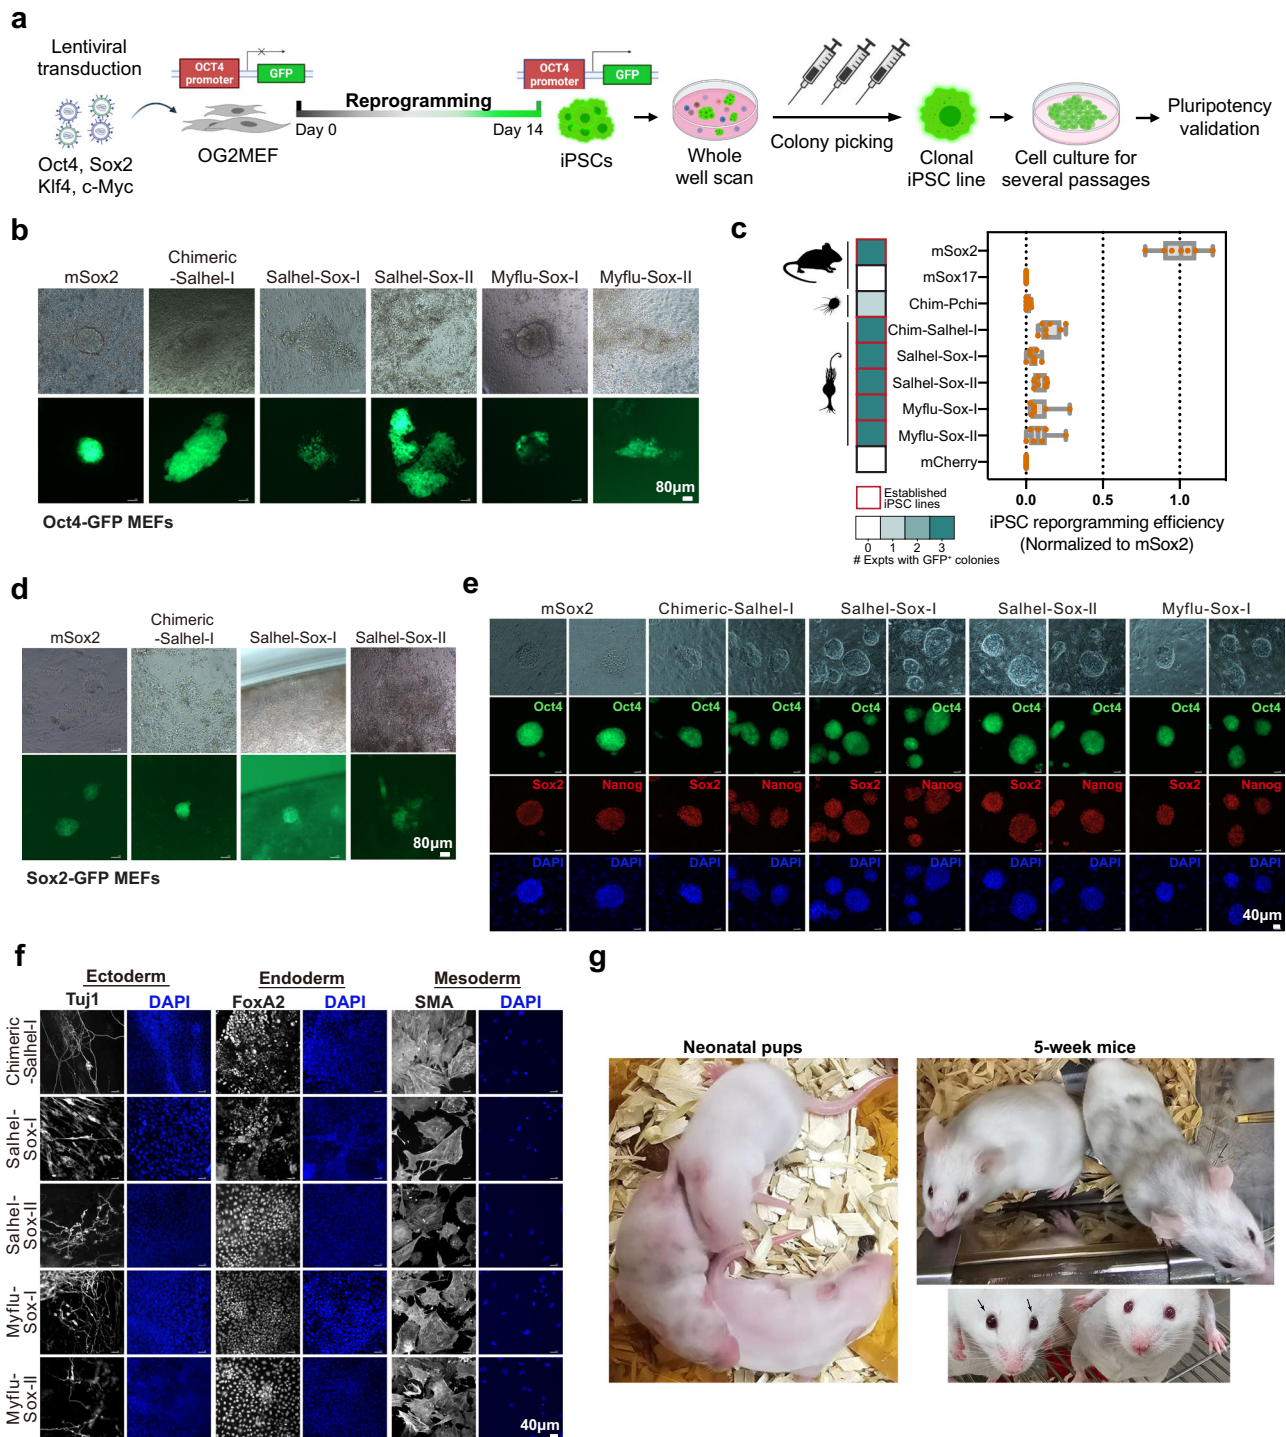 a
Lentiviral
transduction
Oct4, Sox2
Klf4, c-Myc
OCT4
promoter
GFP
OG2MEF
Reprogramming
Day 0
Day 14
OCT4
promoter
GFP
iPSCs
Whole
well scan
Colony picking
Clonal
iPSC line
Cell culture for
several passages
Pluripotency
validation
b
mSox2
Chimeric
-Salhel-I
Salhel-Sox-I
Salhel-Sox-II
Myflu-Sox-I
Myflu-Sox-II
80µm
Oct4-GFP MEFs
c
mSox2
mSox17
Chim-Pchi
Chim-Salhel-I
Salhel-Sox-I
Salhel-Sox-II
Myflu-Sox-I
Myflu-Sox-II
mCherry
0.0 0.5 1.0
iPSC reporgramming efficiency
(Normalized to mSox2)
Established
iPSC lines
0 1 2 3
# Expts with GFP⁺ colonies
d
mSox2
Chimeric
-Salhel-I
Salhel-Sox-I
Salhel-Sox-II
80µm
Sox2-GFP MEFs
e
mSox2 Chimeric-Salhel-I Salhel-Sox-I Salhel-Sox-II Myflu-Sox-I
Oct4 Oct4 Oct4 Oct4 Oct4 Oct4 Oct4 Oct4 Oct4 Oct4
Sox2 Nanog Sox2 Nanog Sox2 Nanog Sox2 Nanog Sox2 Nanog
DAPI DAPI DAPI DAPI DAPI DAPI DAPI DAPI DAPI DAPI
40µm
f
Ectoderm Endoderm Mesoderm
Tuj1 DAPI FoxA2 DAPI SMA DAPI
Chimeric
-Salhel-I
Salhel-
Sox-I
Salhel-
Sox-II
Myflu-
Sox-I
Myflu-
Sox-II
40µm
g
Neonatal pups
5-week mice